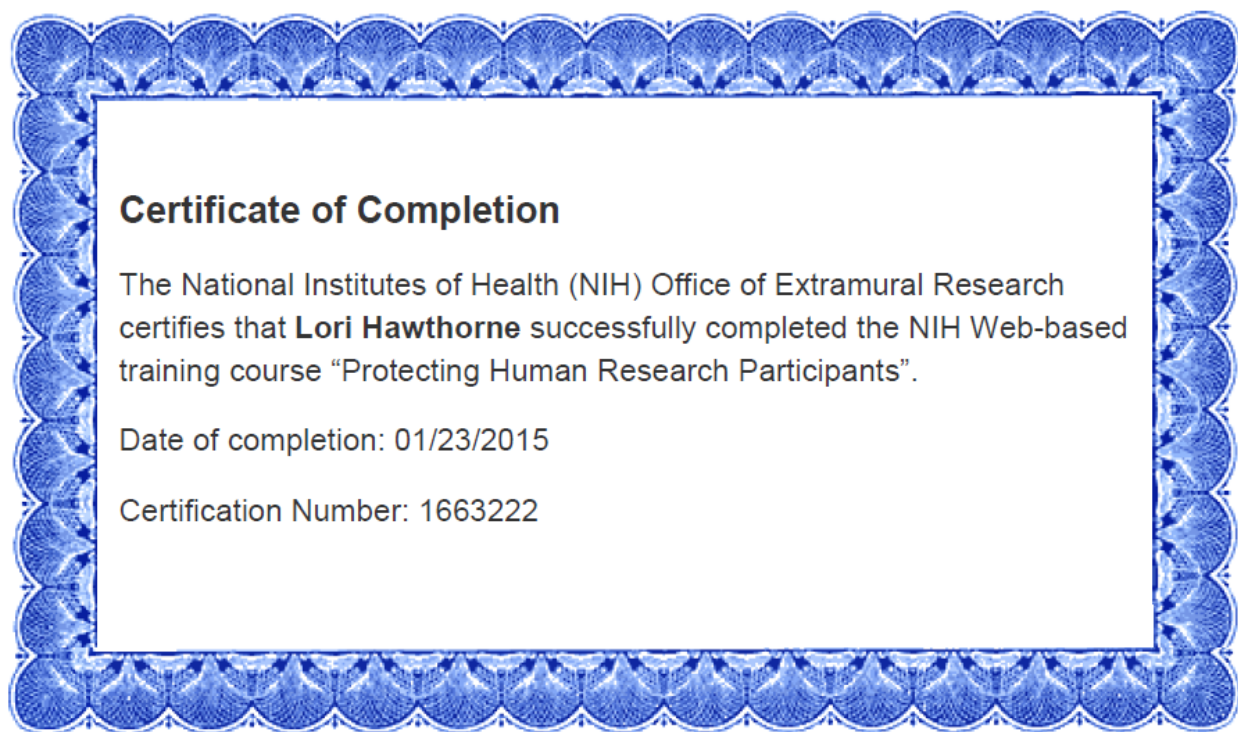 Certificate of Completion
The National Institutes of Health (NIH) Office of Extramural Research
certifies that Lori Hawthorne successfully completed the NIH Web-based
training course “Protecting Human Research Participants”.
Date of completion: 01/23/2015
Certification Number: 1663222